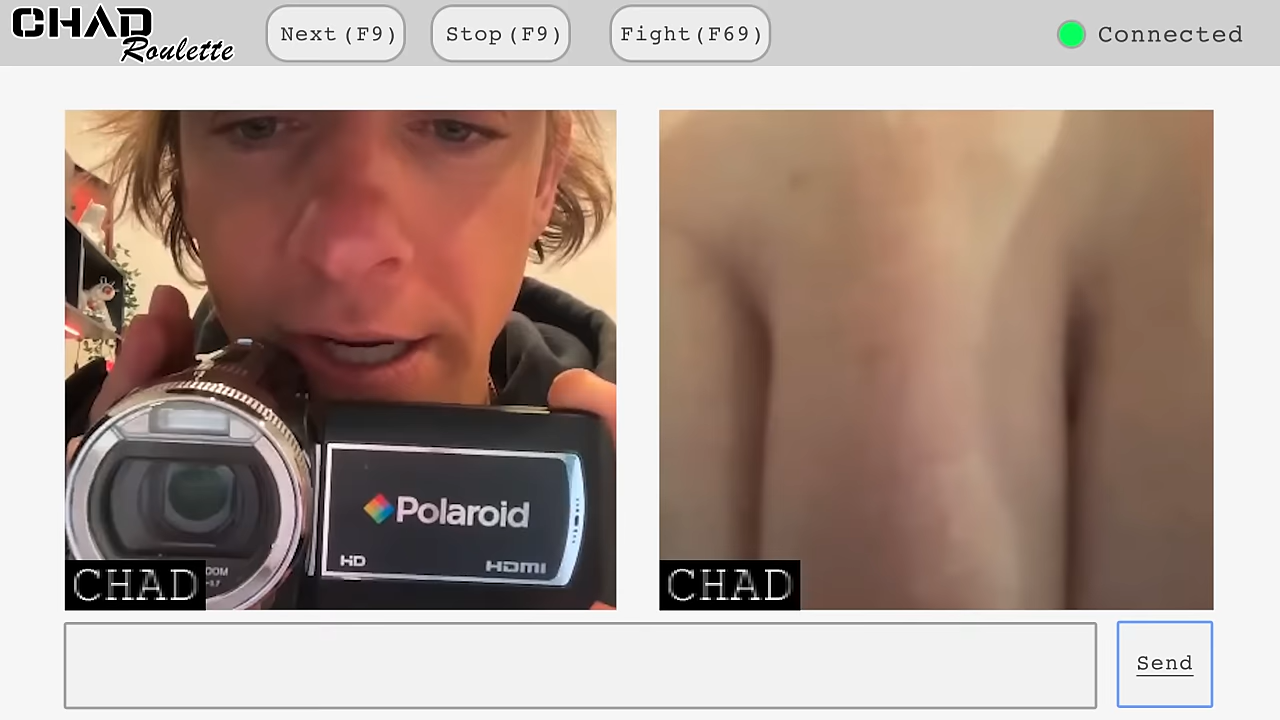 CHAD
Roulette
Next (F9)
Stop (F9)
Fight(F69)
Connected
Polaroid
HD
HDMI
CHAD
CHAD
Send